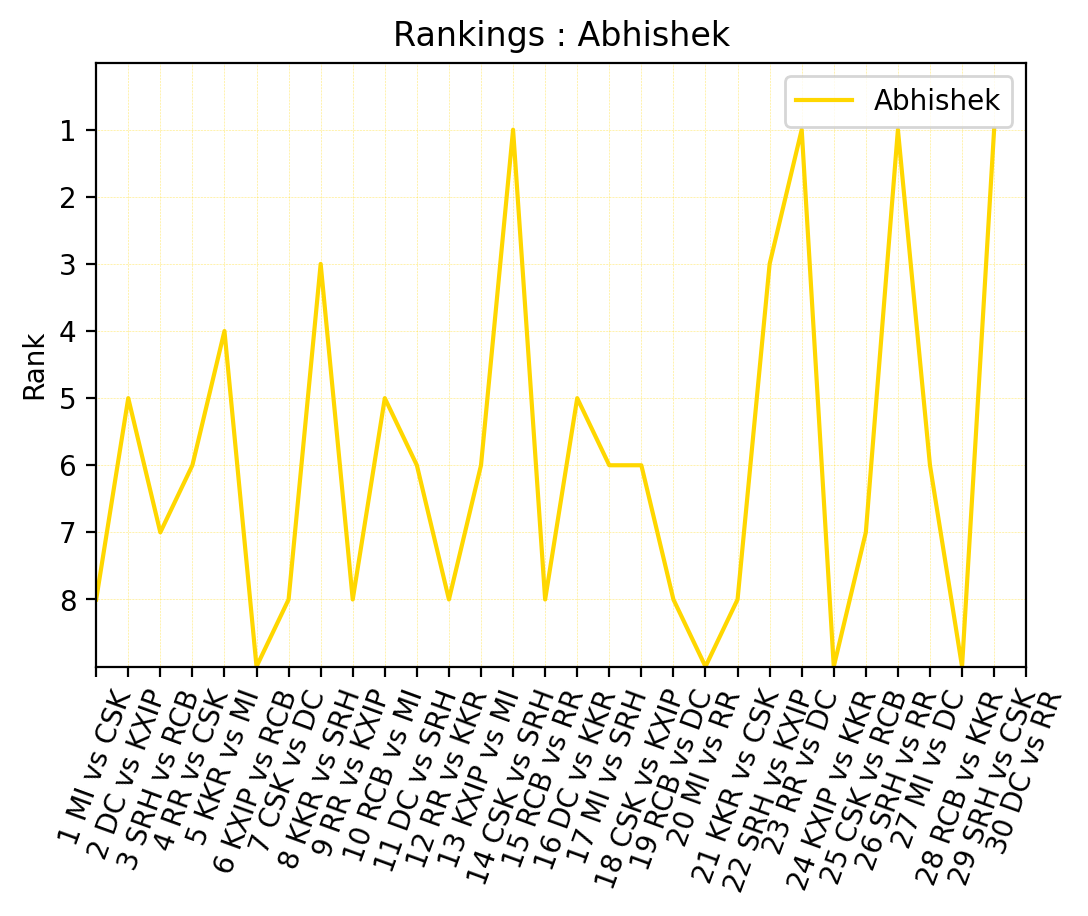 Rankings : Abhishek
Abhishek
Rank
1
2
3
4
5
6
7
8
1 MI vs CSK
2 DC vs KXIP
3 SRH vs RCB
4 RR vs CSK
5 KKR vs MI
6 KXIP vs RCB
7 CSK vs DC
8 KKR vs SRH
9 RR vs KXIP
10 RCB vs MI
11 DC vs SRH
12 RR vs KKR
13 KXIP vs MI
14 CSK vs SRH
15 RCB vs RR
16 DC vs KKR
17 MI vs SRH
18 CSK vs KXIP
19 RCB vs DC
20 MI vs RR
21 KKR vs CSK
22 SRH vs KXIP
23 RR vs DC
24 KXIP vs KKR
25 CSK vs RCB
26 SRH vs RR
27 MI vs DC
28 RCB vs KKR
29 SRH vs CSK
30 DC vs RR